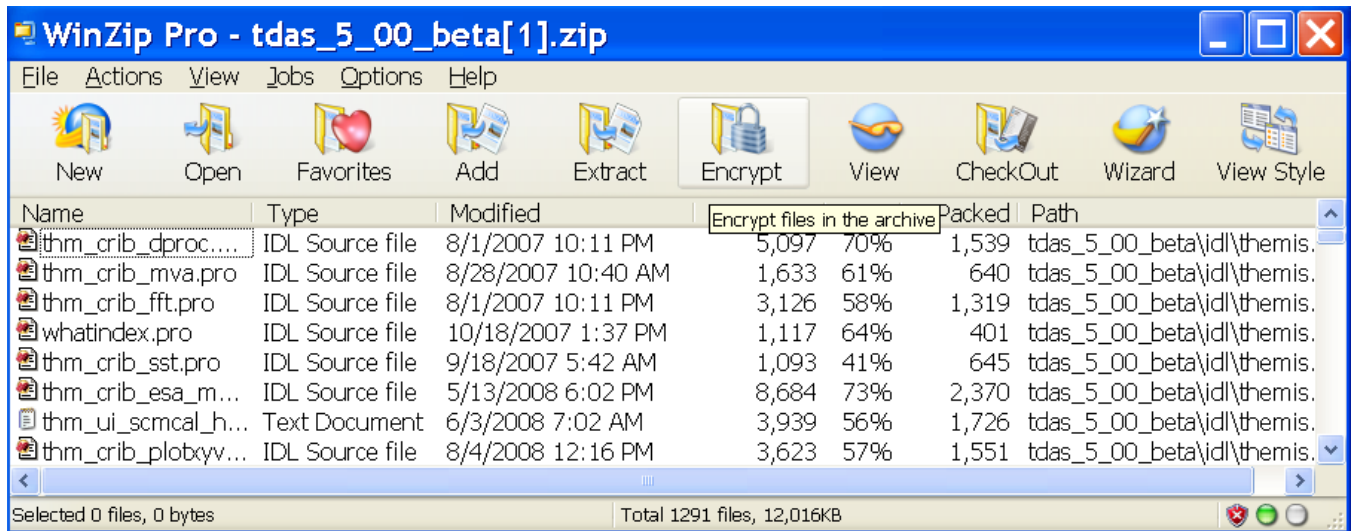 WinZip Pro - tdas_5_00_beta[1].zip
File Actions View Jobs Options Help
New Open Favorites Add Extract Encrypt View CheckOut Wizard View Style
Name Type Modified Packed Path
Encrypt files in the archive
thm_crib_dproc.... IDL Source file 8/1/2007 10:11 PM 5,097 70% 1,539 tdas_5_00_beta\idl\themis.
thm_crib_mva.pro IDL Source file 8/28/2007 10:40 AM 1,633 61% 640 tdas_5_00_beta\idl\themis.
thm_crib_fft.pro IDL Source file 8/1/2007 10:11 PM 3,126 58% 1,319 tdas_5_00_beta\idl\themis.
whatindex.pro IDL Source file 10/18/2007 1:37 PM 1,117 64% 401 tdas_5_00_beta\idl\themis.
thm_crib_sst.pro IDL Source file 9/18/2007 5:42 AM 1,093 41% 645 tdas_5_00_beta\idl\themis.
thm_crib_esa_m... IDL Source file 5/13/2008 6:02 PM 8,684 73% 2,370 tdas_5_00_beta\idl\themis.
thm_ui_scmcal_h... Text Document 6/3/2008 7:02 AM 3,939 56% 1,726 tdas_5_00_beta\idl\themis.
thm_crib_plotxyv... IDL Source file 8/4/2008 12:16 PM 3,623 57% 1,551 tdas_5_00_beta\idl\themis.
Selected 0 files, 0 bytes Total 1291 files, 12,016KB